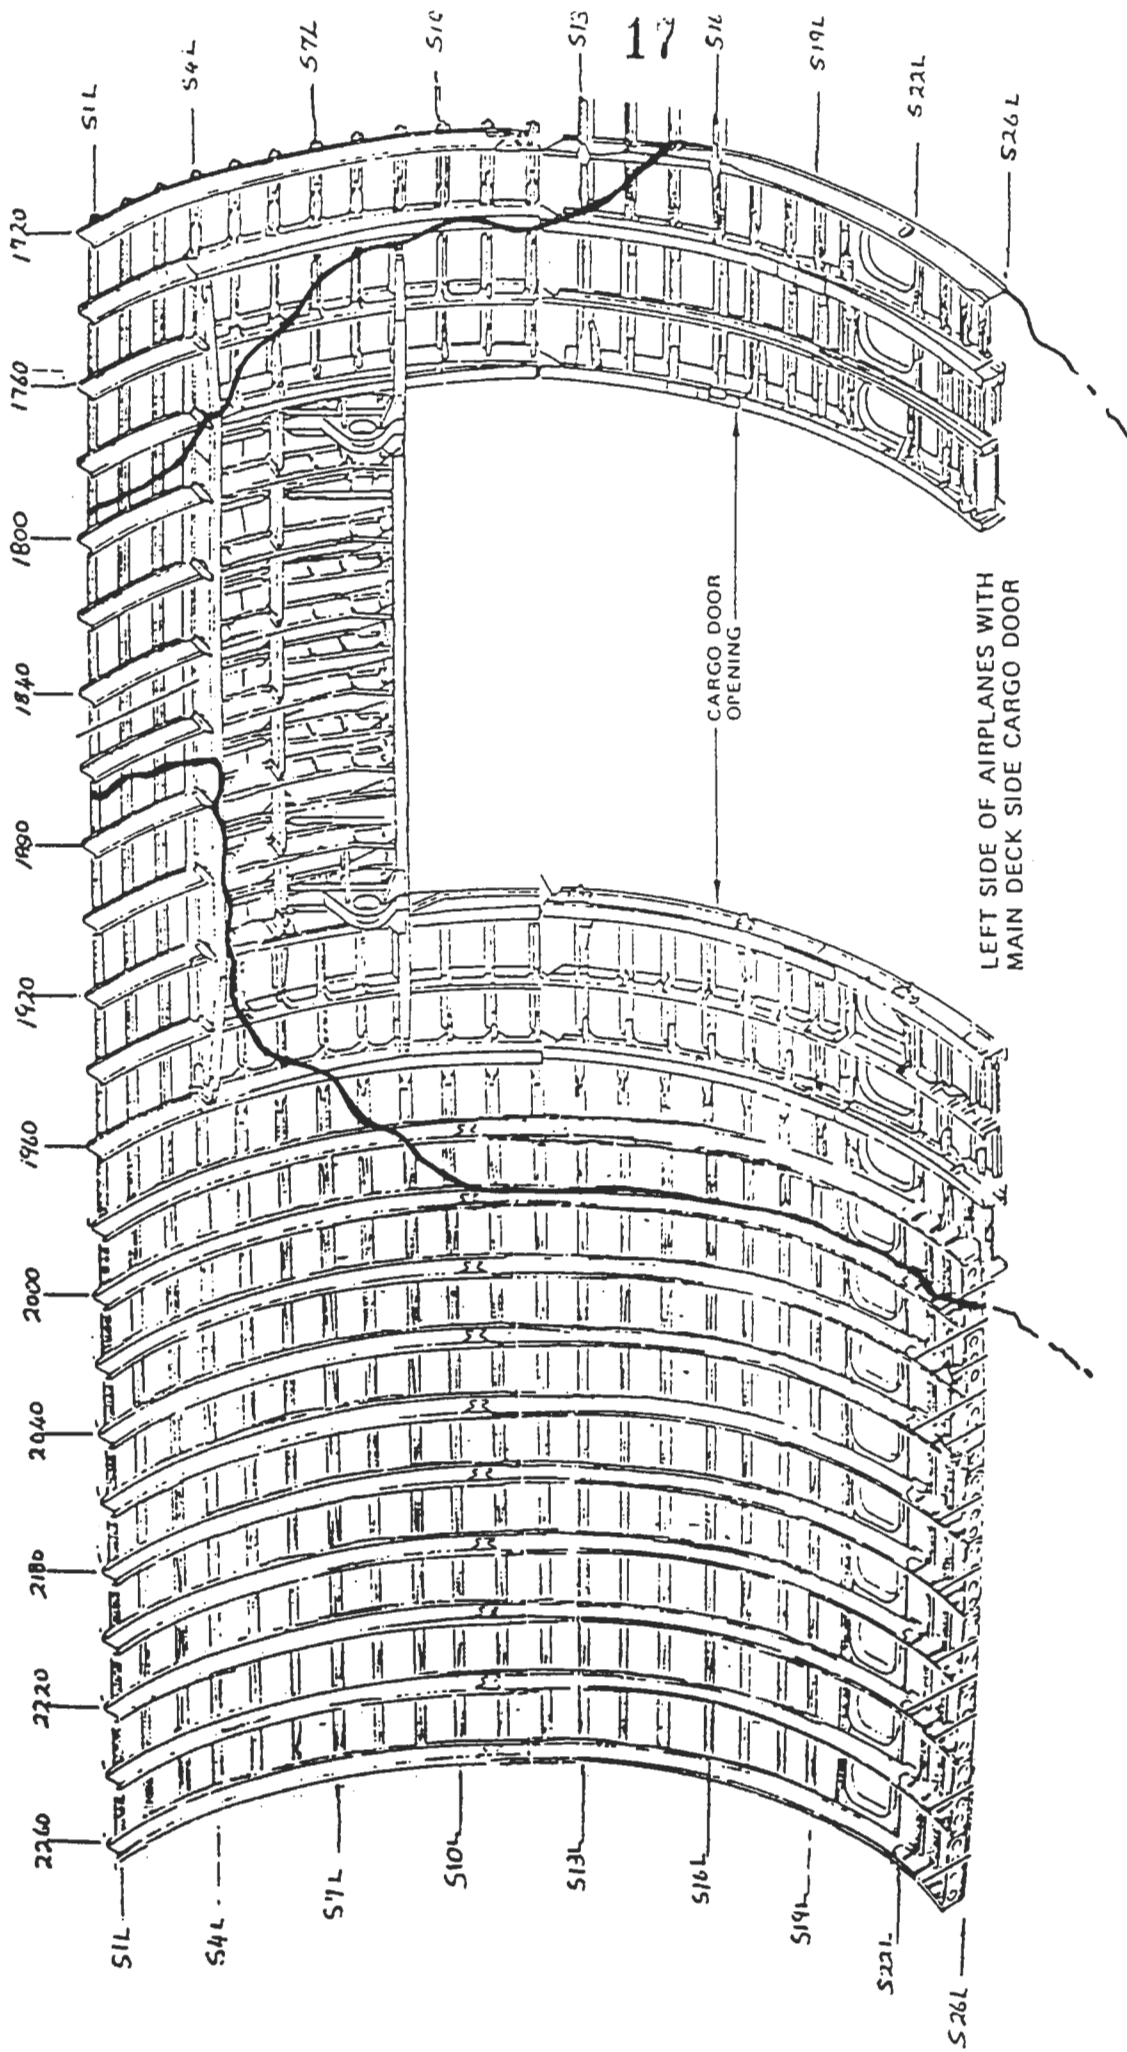 17
2260
2220
2180
2040
2000
1960
1920
1990
1840
1800
1760
1720
S1L
S4L
S7L
S10L
S13L
S16L
S19L
S22L
S26L
S1L
S4L
S7L
S10
S13
S16
S19L
S22L
S26L
CARGO DOOR
OPENING
LEFT SIDE OF AIRPLANES WITH
MAIN DECK SIDE CARGO DOOR